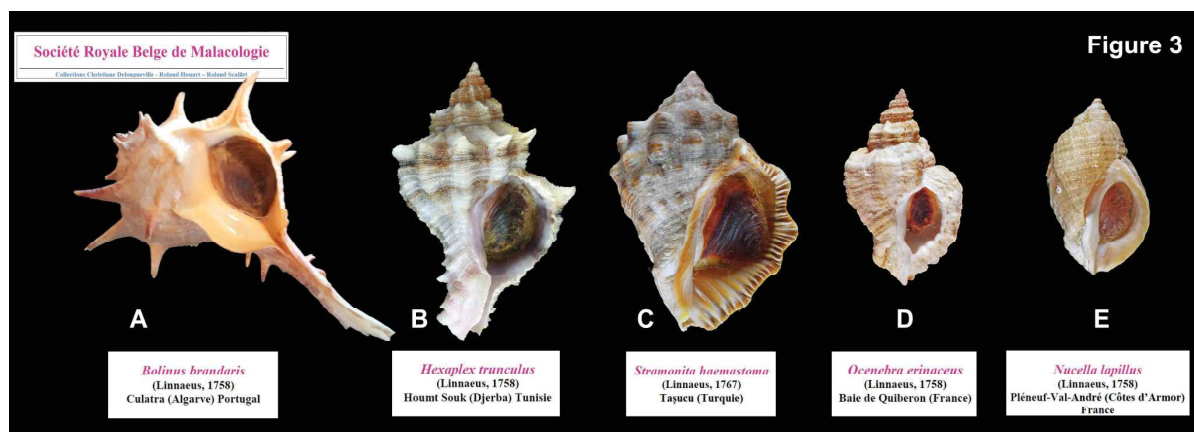 Société Royale Belge de Malacologie
Collections Christiane Delongueville - Roland Houart - Roland Scaillet
Figure 3
A
B
C
D
E
Bolinus brandaris
(Linnaeus, 1758)
Culatra (Algarve) Portugal
Hexaplex trunculus
(Linnaeus, 1758)
Houmt Souk (Djerba) Tunisie
Stramonita haemastoma
(Linnaeus, 1767)
Taşucu (Turquie)
Ocenebra erinaceus
(Linnaeus, 1758)
Baie de Quiberon (France)
Nucella lapillus
(Linnaeus, 1758)
Pléneuf-Val-André (Côtes d'Armor)
France